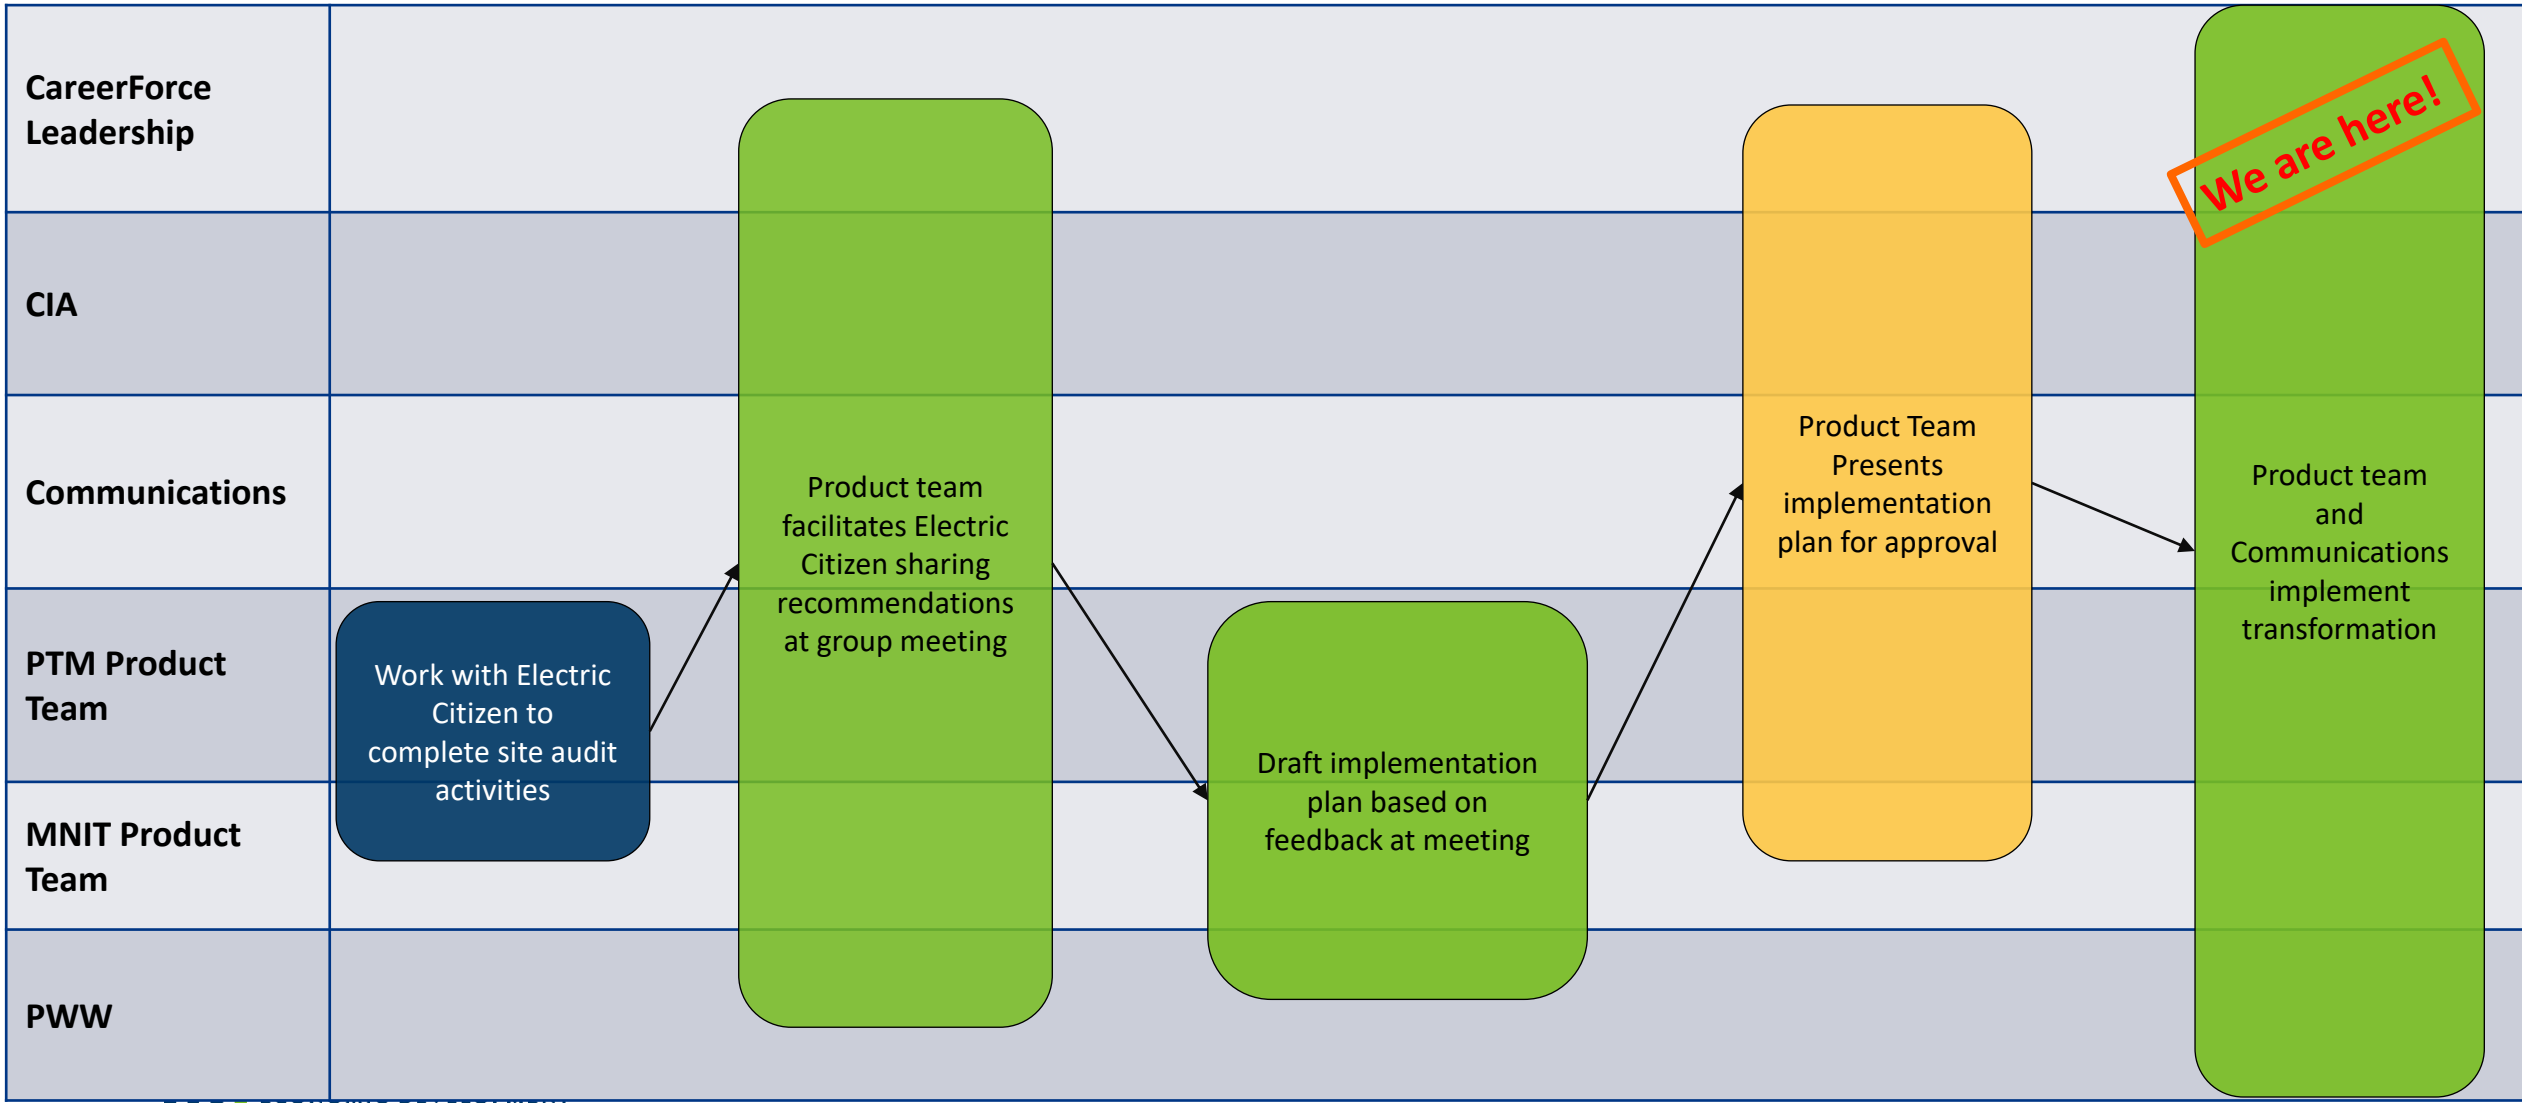 CareerForce
Leadership
CIA
Communications
PTM Product
Team
MNIT Product
Team
PWW
Work with Electric
Citizen to
complete site audit
activities
Product team
facilitates Electric
Citizen sharing
recommendations
at group meeting
Draft implementation
plan based on
feedback at meeting
Product Team
Presents
implementation
plan for approval
We are here!
Product team
and
Communications
implement
transformation